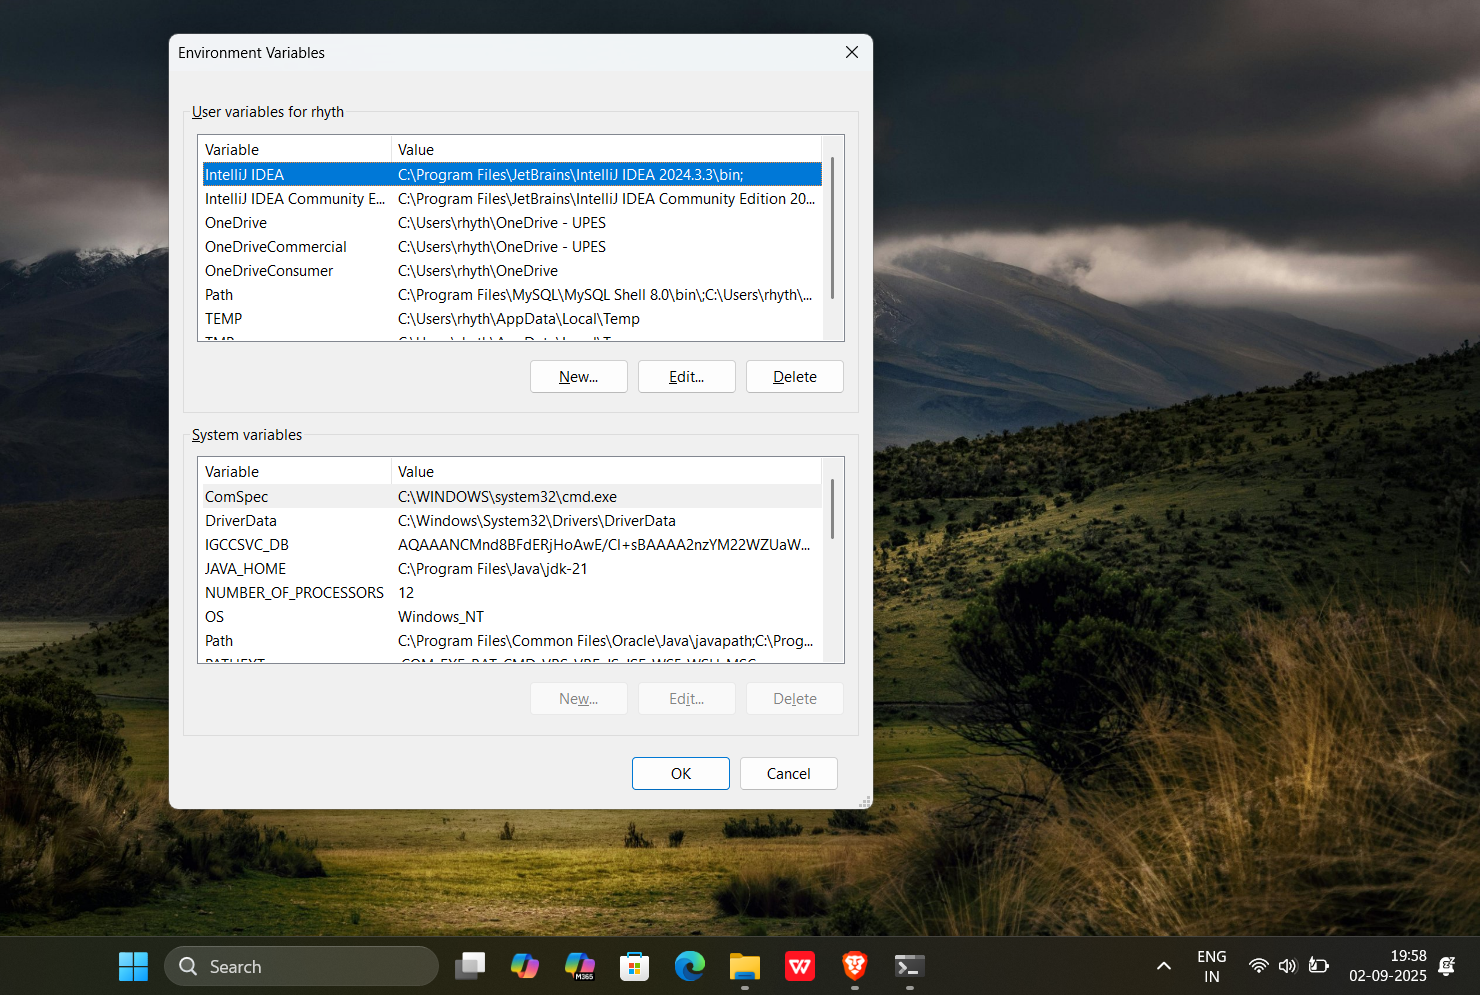 Environment Variables
User variables for rhyth
Variable Value
IntelliJ IDEA C:\Program Files\JetBrains\IntelliJ IDEA 2024.3.3\bin;
IntelliJ IDEA Community E... C:\Program Files\JetBrains\IntelliJ IDEA Community Edition 20...
OneDrive C:\Users\rhyth\OneDrive - UPES
OneDriveCommercial C:\Users\rhyth\OneDrive - UPES
OneDriveConsumer C:\Users\rhyth\OneDrive
Path C:\Program Files\MySQL\MySQL Shell 8.0\bin\;C:\Users\rhyth\...
TEMP C:\Users\rhyth\AppData\Local\Temp
New... Edit... Delete
System variables
Variable Value
ComSpec C:\WINDOWS\system32\cmd.exe
DriverData C:\Windows\System32\Drivers\DriverData
IGCCSVC_DB AQAAANCMnd8BFdERjHoAwE/Cl+sBAAAA2nzYM22WZUaW...
JAVA_HOME C:\Program Files\Java\jdk-21
NUMBER_OF_PROCESSORS 12
OS Windows_NT
Path C:\Program Files\Common Files\Oracle\Java\javapath;C:\Prog...
New... Edit... Delete
OK Cancel
Search
M365
ENG
IN
19:58
02-09-2025